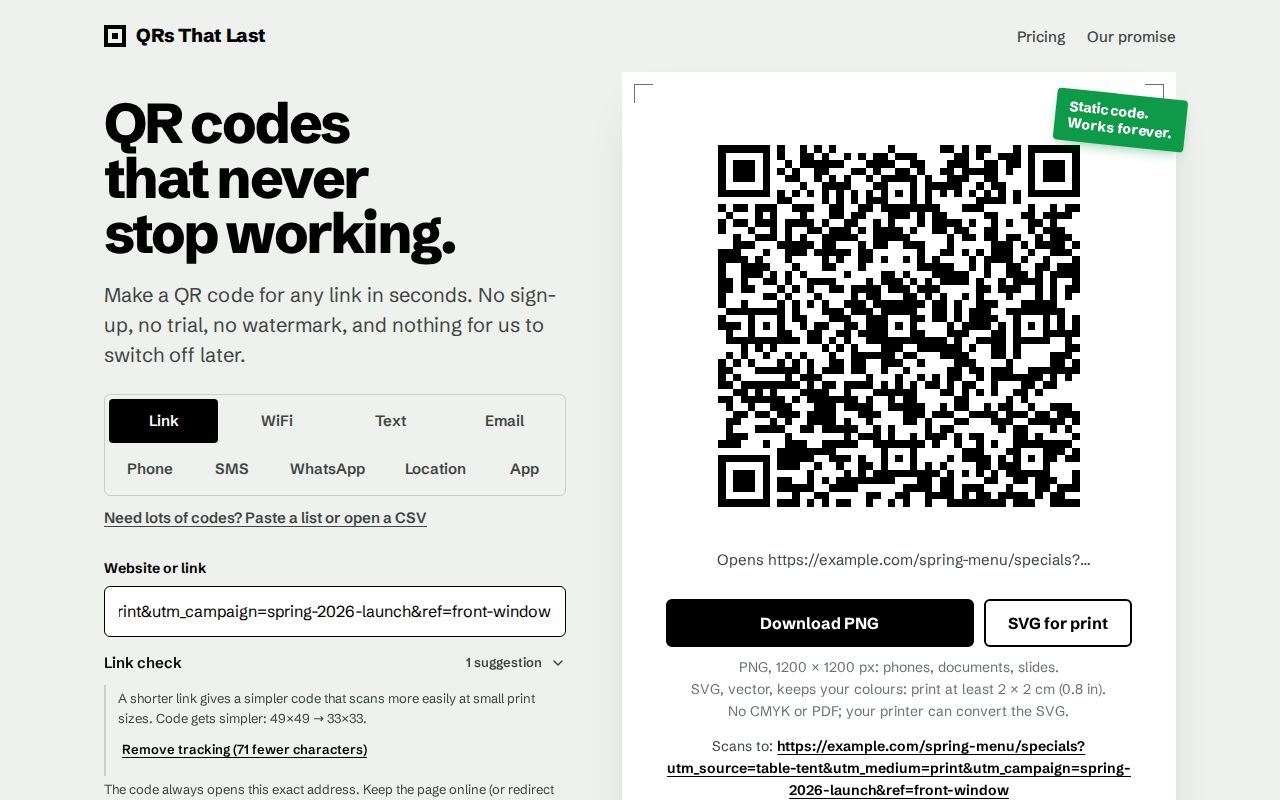 QRs That Last
Pricing
Our promise
QR codes
that never
stop working.
Make a QR code for any link in seconds. No sign-
up, no trial, no watermark, and nothing for us to
switch off later.
Link
WiFi
Text
Email
Phone
SMS
WhatsApp
Location
App
Need lots of codes? Paste a list or open a CSV
Website or link
rint&utm_campaign=spring-2026-launch&ref=front-window
Link check
1 suggestion
A shorter link gives a simpler code that scans more easily at small print
sizes. Code gets simpler: 49×49 → 33×33.
Remove tracking (71 fewer characters)
The code always opens this exact address. Keep the page online (or redirect
Static code.
Works forever.
Opens https://example.com/spring-menu/specials?…
Download PNG
SVG for print
PNG, 1200 × 1200 px: phones, documents, slides.
SVG, vector, keeps your colours: print at least 2 × 2 cm (0.8 in).
No CMYK or PDF; your printer can convert the SVG.
Scans to: https://example.com/spring-menu/specials?
utm_source=table-tent&utm_medium=print&utm_campaign=spring-
2026-launch&ref=front-window